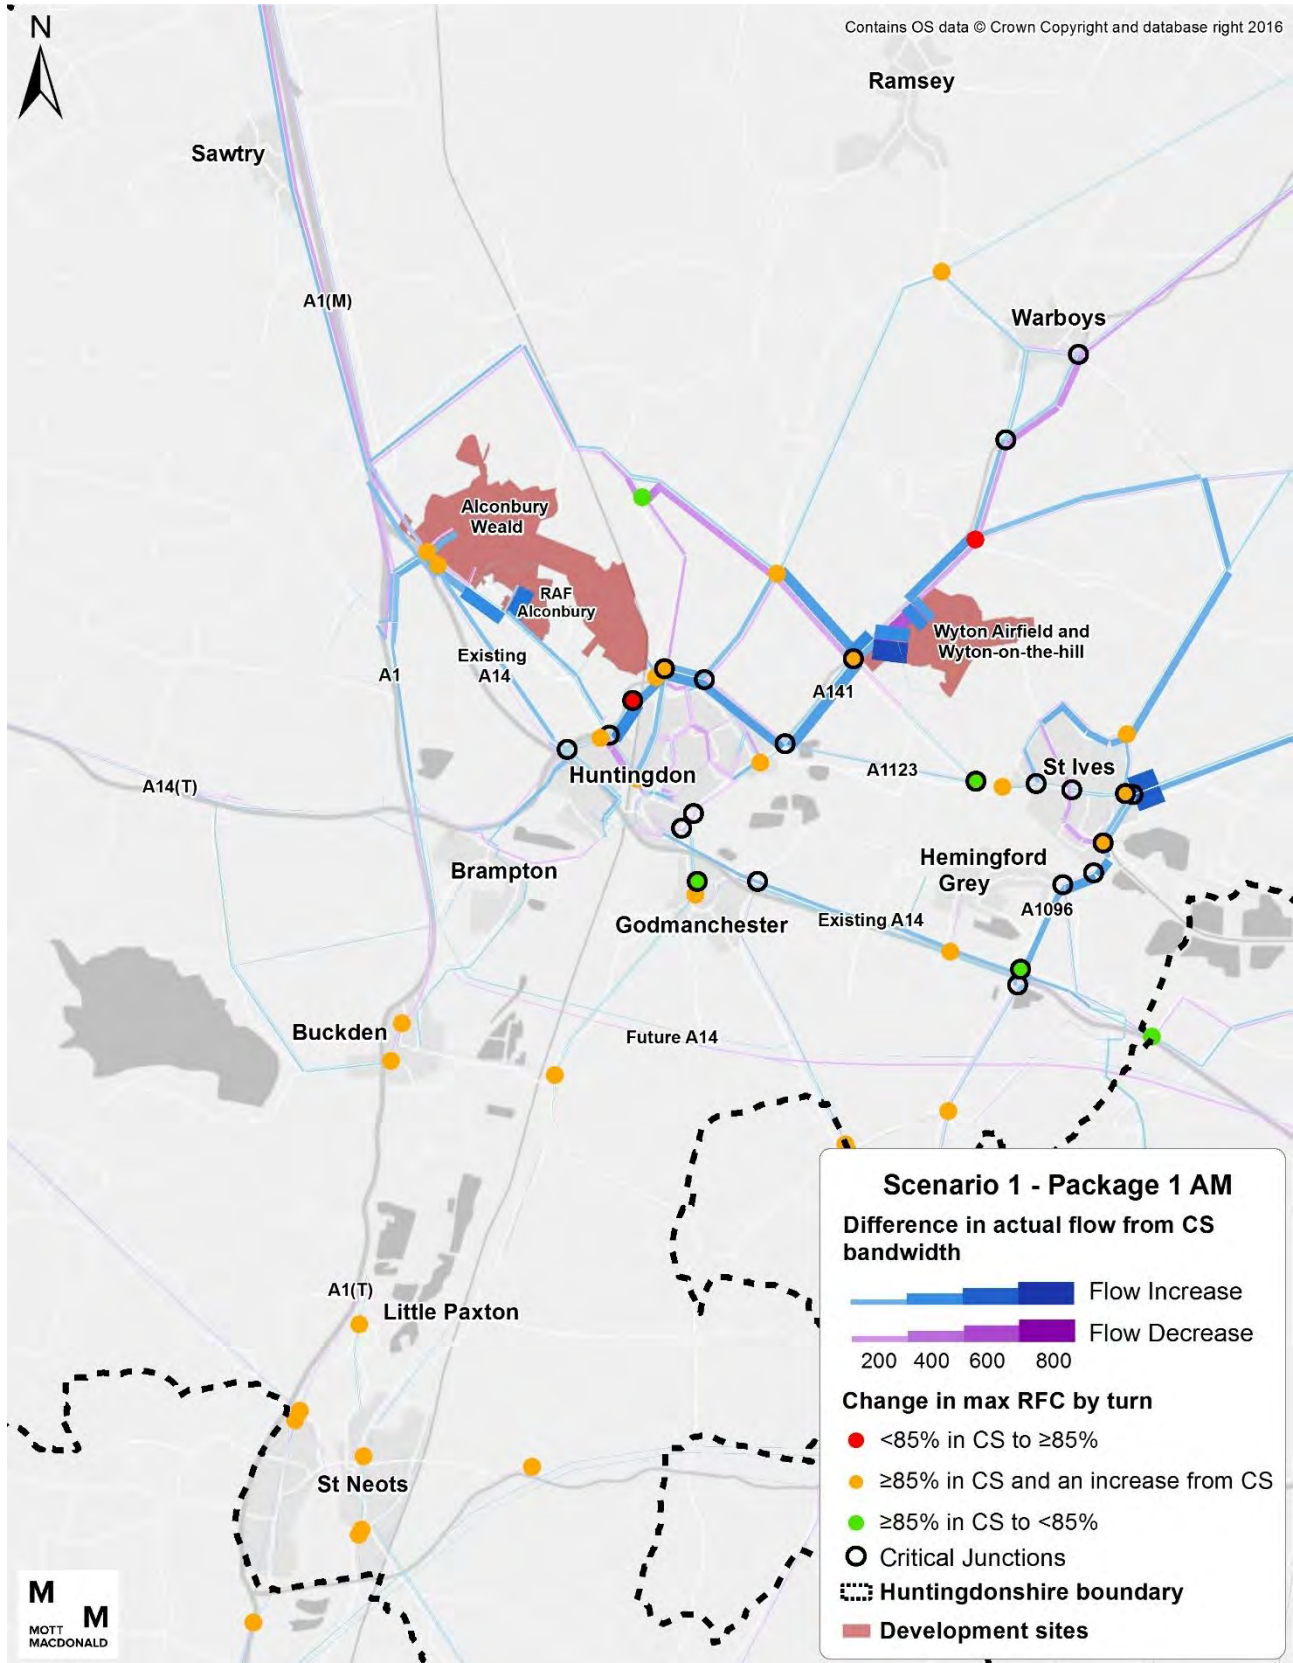 Contains OS data © Crown Copyright and database right 2016
N
Ramsey
Sawtry
A1(M)
Warboys
Alconbury
Weald
RAF
Alconbury
Wyton Airfield and
Wyton-on-the-hill
Existing
A14
A1
A141
A14(T)
Huntingdon
A1123
St Ives
Brampton
Hemingford
Grey
A1096
Godmanchester
Existing A14
Buckden
Future A14
A1(T)
Little Paxton
St Neots
Scenario 1 - Package 1 AM
Difference in actual flow from CS
bandwidth
Flow Increase
Flow Decrease
200 400 600 800
Change in max RFC by turn
<85% in CS to ≥85%
≥85% in CS and an increase from CS
≥85% in CS to <85%
Critical Junctions
Huntingdonshire boundary
Development sites
M
M
MOTT
MACDONALD